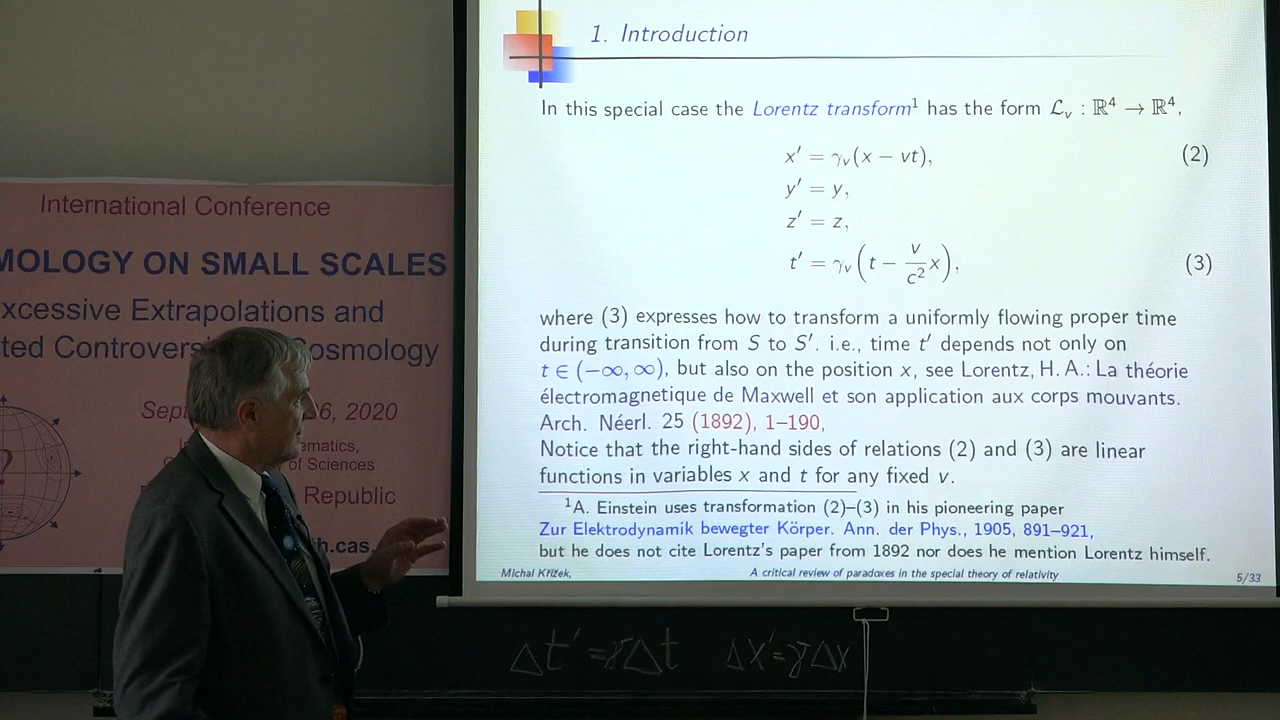 International Conference
MOLOGY ON SMALL SCALES
xcessive Extrapolations and
ted Controversi osmology
Sep 6, 2020
ematics,
of Sciences
Republic
h.cas.
?
1. Introduction
In this special case the Lorentz transform¹ has the form ℒᵥ : ℝ⁴ → ℝ⁴,
x′ = γᵥ(x − vt), (2)
y′ = y,
z′ = z,
t′ = γᵥ(t − v/c² x), (3)
where (3) expresses how to transform a uniformly flowing proper time
during transition from S to S′. i.e., time t′ depends not only on
t ∈ (−∞, ∞), but also on the position x, see Lorentz, H. A.: La théorie
électromagnetique de Maxwell et son application aux corps mouvants.
Arch. Néerl. 25 (1892), 1–190,
Notice that the right-hand sides of relations (2) and (3) are linear
functions in variables x and t for any fixed v.
¹A. Einstein uses transformation (2)–(3) in his pioneering paper
Zur Elektrodynamik bewegter Körper. Ann. der Phys., 1905, 891–921,
but he does not cite Lorentz's paper from 1892 nor does he mention Lorentz himself.
Michal Křížek, A critical review of paradoxes in the special theory of relativity 5/33
Δt′=γΔt Δx′=γΔx